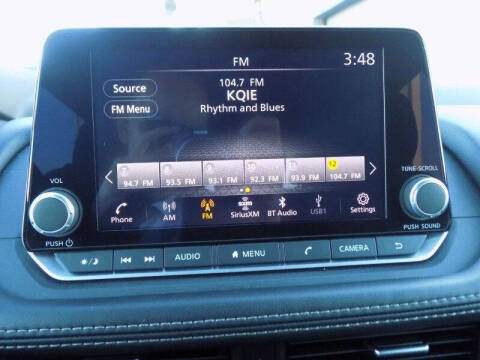 FM 3:48
Source
104.7 FM
KQIE
FM Menu
Rhythm and Blues
12
94.7 FM 93.5 FM 93.1 FM 92.3 FM 93.9 FM 104.7 FM
VOL
TUNE·SCROLL
Phone AM FM SiriusXM BT Audio USB1 Settings
PUSH
PUSH SOUND
AUDIO MENU CAMERA